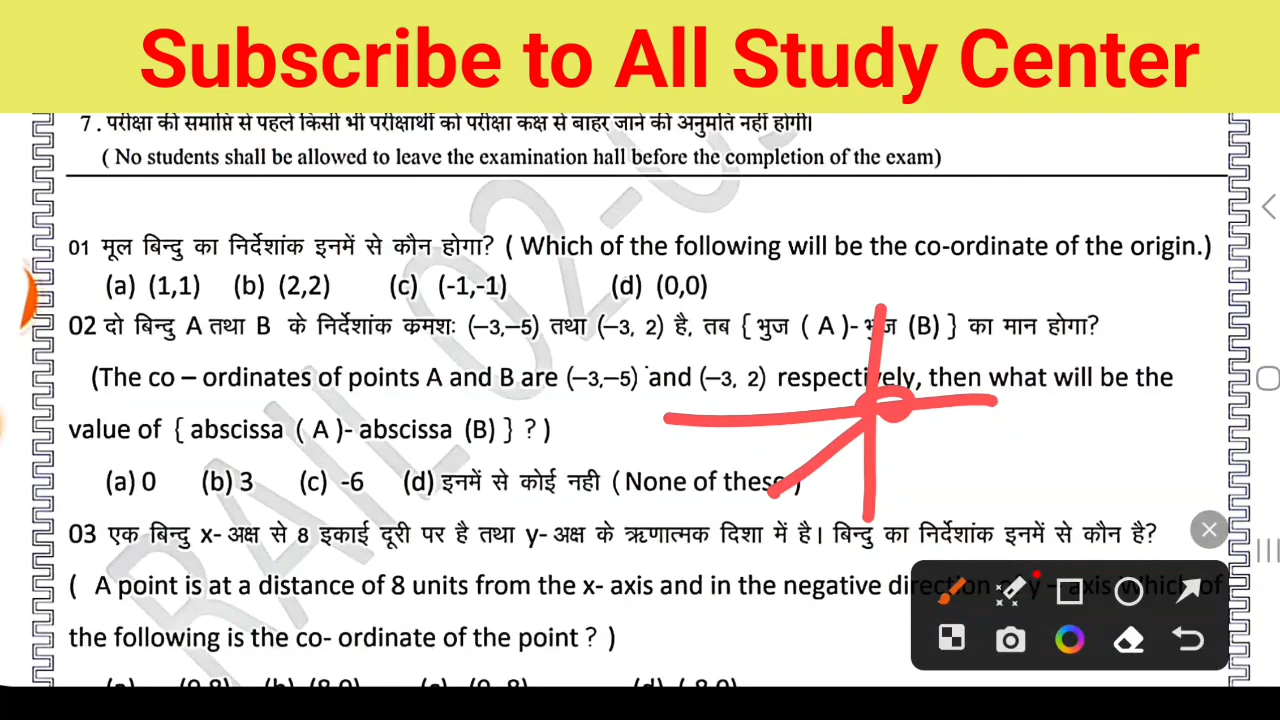 Subscribe to All Study Center
7 . परीक्षा की समाप्ति से पहले किसी भी परीक्षार्थी को परीक्षा कक्ष से बाहर जाने की अनुमति नहीं होगी।
( No students shall be allowed to leave the examination hall before the completion of the exam)
01 मूल बिन्दु का निर्देशांक इनमें से कौन होगा? ( Which of the following will be the co-ordinate of the origin.)
(a) (1,1) (b) (2,2) (c) (-1,-1) (d) (0,0)
02 दो बिन्दु A तथा B के निर्देशांक क्रमशः (–3,–5) तथा (–3, 2) है, तब { भुज ( A )- भुज (B) } का मान होगा?
(The co – ordinates of points A and B are (–3,–5) and (–3, 2) respectively, then what will be the
value of { abscissa ( A )- abscissa (B) } ? )
(a) 0 (b) 3 (c) -6 (d) इनमें से कोई नही ( None of these )
03 एक बिन्दु x- अक्ष से 8 इकाई दूरी पर है तथा y- अक्ष के ऋणात्मक दिशा में है। बिन्दु का निर्देशांक इनमें से कौन है?
( A point is at a distance of 8 units from the x- axis and in the negative direction y – axis Which of
the following is the co- ordinate of the point ? )